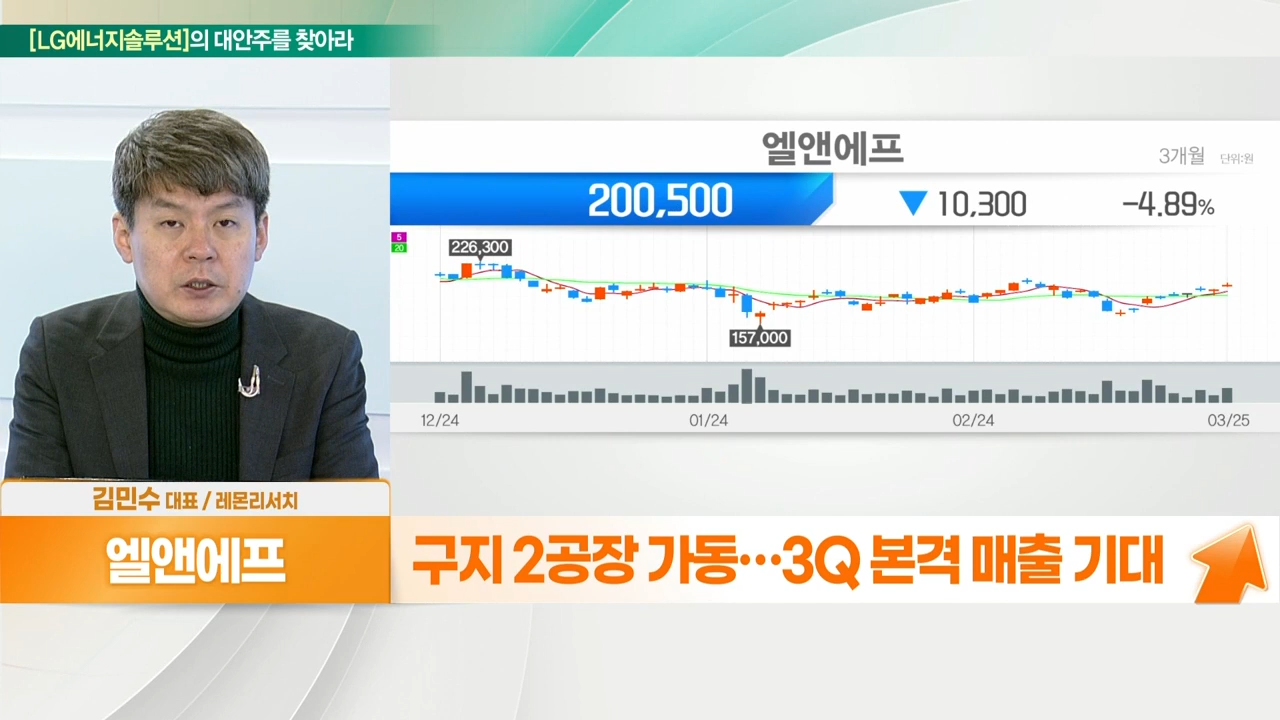 [LG에너지솔루션]의 대안주를 찾아라
엘앤에프
3개월 단위:원
200,500 ▼ 10,300 -4.89%
5
20
226,300
157,000
12/24 01/24 02/24 03/25
김민수 대표 / 레몬리서치
엘앤에프
구지 2공장 가동…3Q 본격 매출 기대